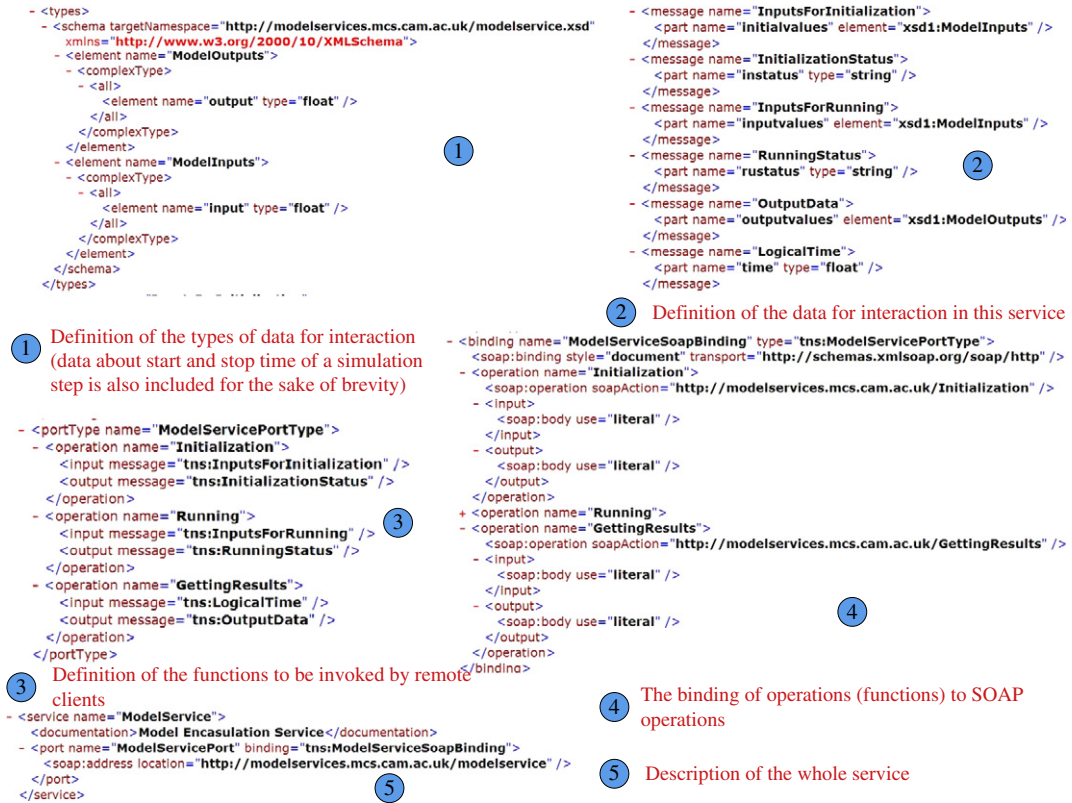 - <types>
- <schema targetNamespace="http://modelservices.mcs.cam.ac.uk/modelservice.xsd"
xmlns="http://www.w3.org/2000/10/XMLSchema">
- <element name="ModelOutputs">
- <complexType>
- <all>
<element name="output" type="float" />
</all>
</complexType>
</element>
- <element name="ModelInputs">
- <complexType>
- <all>
<element name="input" type="float" />
</all>
</complexType>
</element>
</schema>
</types>
1
1 Definition of the types of data for interaction
(data about start and stop time of a simulation
step is also included for the sake of brevity)
- <message name="InputsForInitialization">
<part name="initialvalues" element="xsd1:ModelInputs" />
</message>
- <message name="InitializationStatus">
<part name="instatus" type="string" />
</message>
- <message name="InputsForRunning">
<part name="inputvalues" element="xsd1:ModelInputs" />
</message>
- <message name="RunningStatus">
<part name="rustatus" type="string" />
</message>
- <message name="OutputData">
<part name="outputvalues" element="xsd1:ModelOutputs" />
</message>
- <message name="LogicalTime">
<part name="time" type="float" />
</message>
2
2 Definition of the data for interaction in this service
- <portType name="ModelServicePortType">
- <operation name="Initialization">
<input message="tns:InputsForInitialization" />
<output message="tns:InitializationStatus" />
</operation>
- <operation name="Running">
<input message="tns:InputsForRunning" />
<output message="tns:RunningStatus" />
</operation>
- <operation name="GettingResults">
<input message="tns:LogicalTime" />
<output message="tns:OutputData" />
</operation>
</portType>
3
3 Definition of the functions to be invoked by remote
clients
- <binding name="ModelServiceSoapBinding" type="tns:ModelServicePortType">
<soap:binding style="document" transport="http://schemas.xmlsoap.org/soap/http" />
- <operation name="Initialization">
<soap:operation soapAction="http://modelservices.mcs.cam.ac.uk/Initialization" />
- <input>
<soap:body use="literal" />
</input>
- <output>
<soap:body use="literal" />
</output>
</operation>
+ <operation name="Running">
- <operation name="GettingResults">
<soap:operation soapAction="http://modelservices.mcs.cam.ac.uk/GettingResults" />
- <input>
<soap:body use="literal" />
</input>
- <output>
<soap:body use="literal" />
</output>
</operation>
</binding>
4
4 The binding of operations (functions) to SOAP
operations
- <service name="ModelService">
<documentation>Model Encasulation Service</documentation>
- <port name="ModelServicePort" binding="tns:ModelServiceSoapBinding">
<soap:address location="http://modelservices.mcs.cam.ac.uk/modelservice" />
</port>
</service>
5
5 Description of the whole service